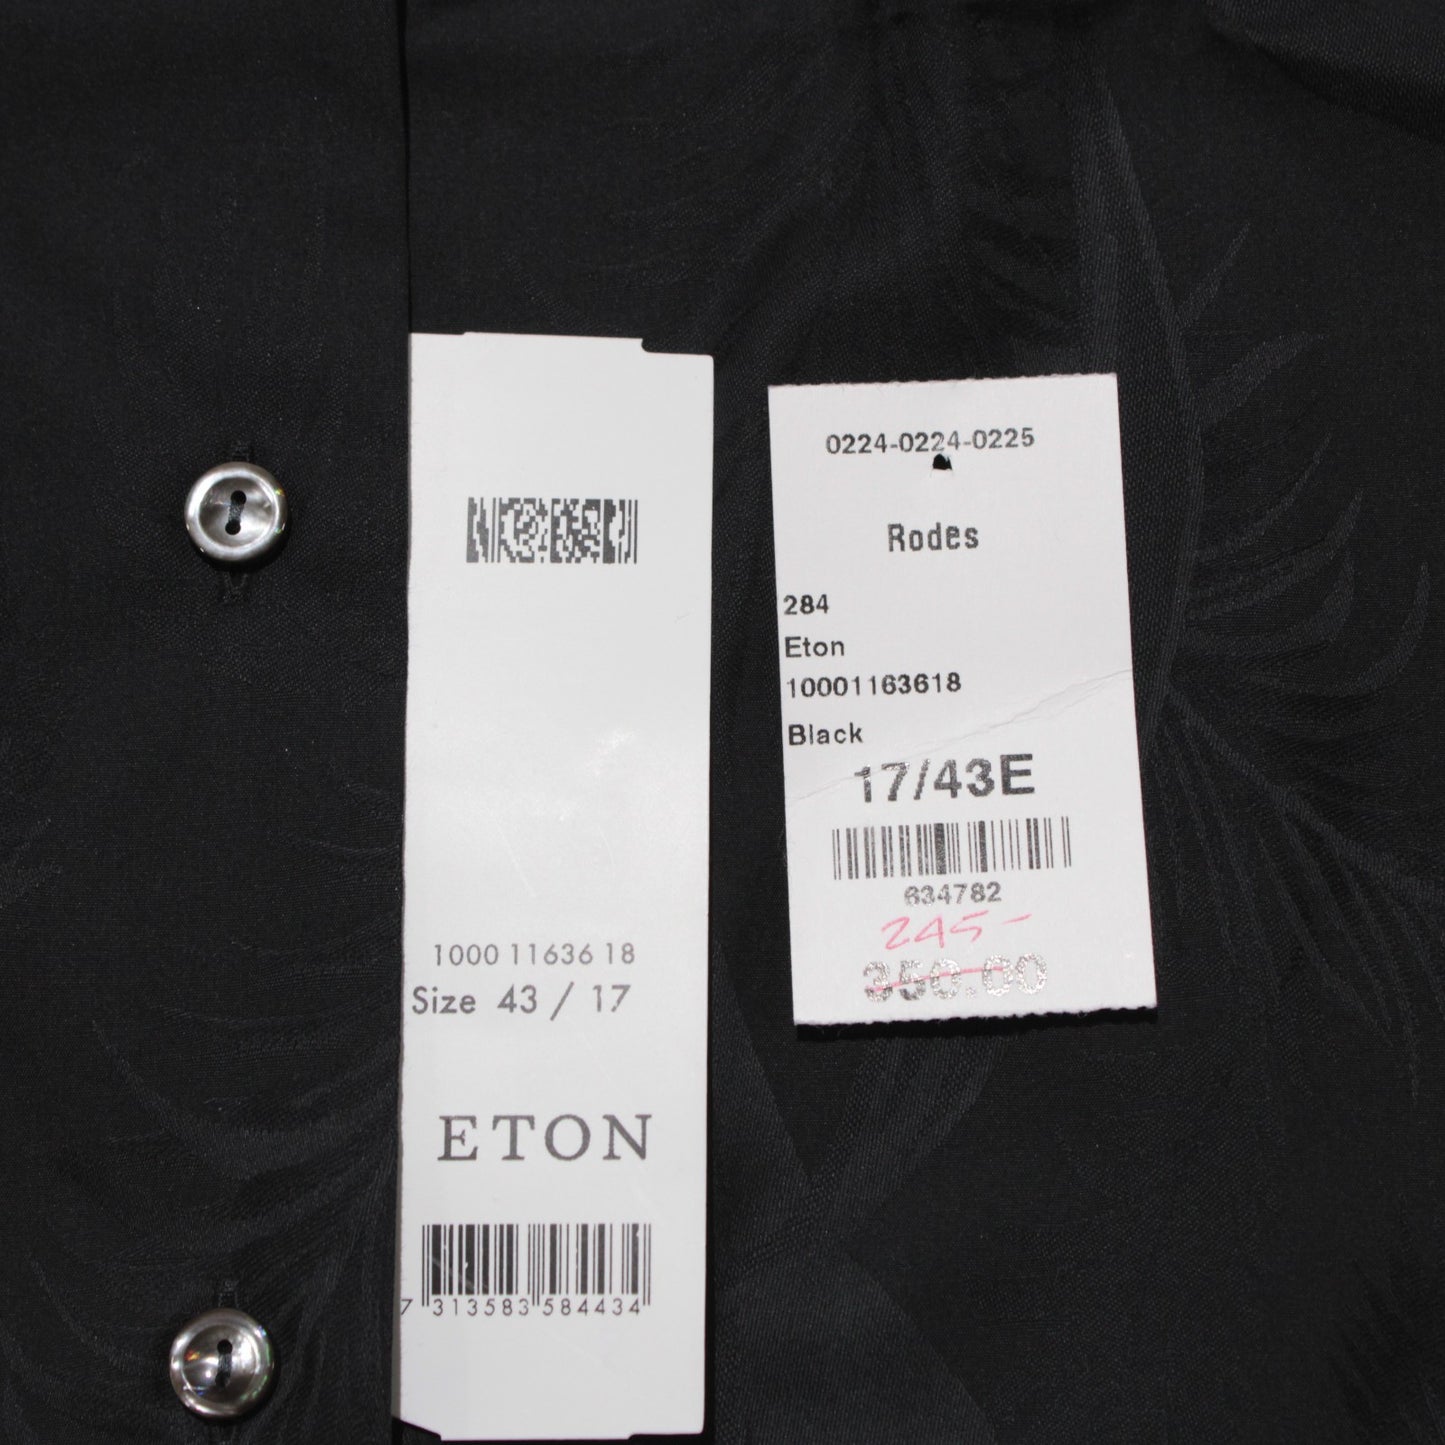 1000 11636 18
Size 43 / 17
ETON
7 313583 584434
0224-0224-0225
Rodes
284
Eton
10001163618
Black
17/43E
634782
245-
350.00